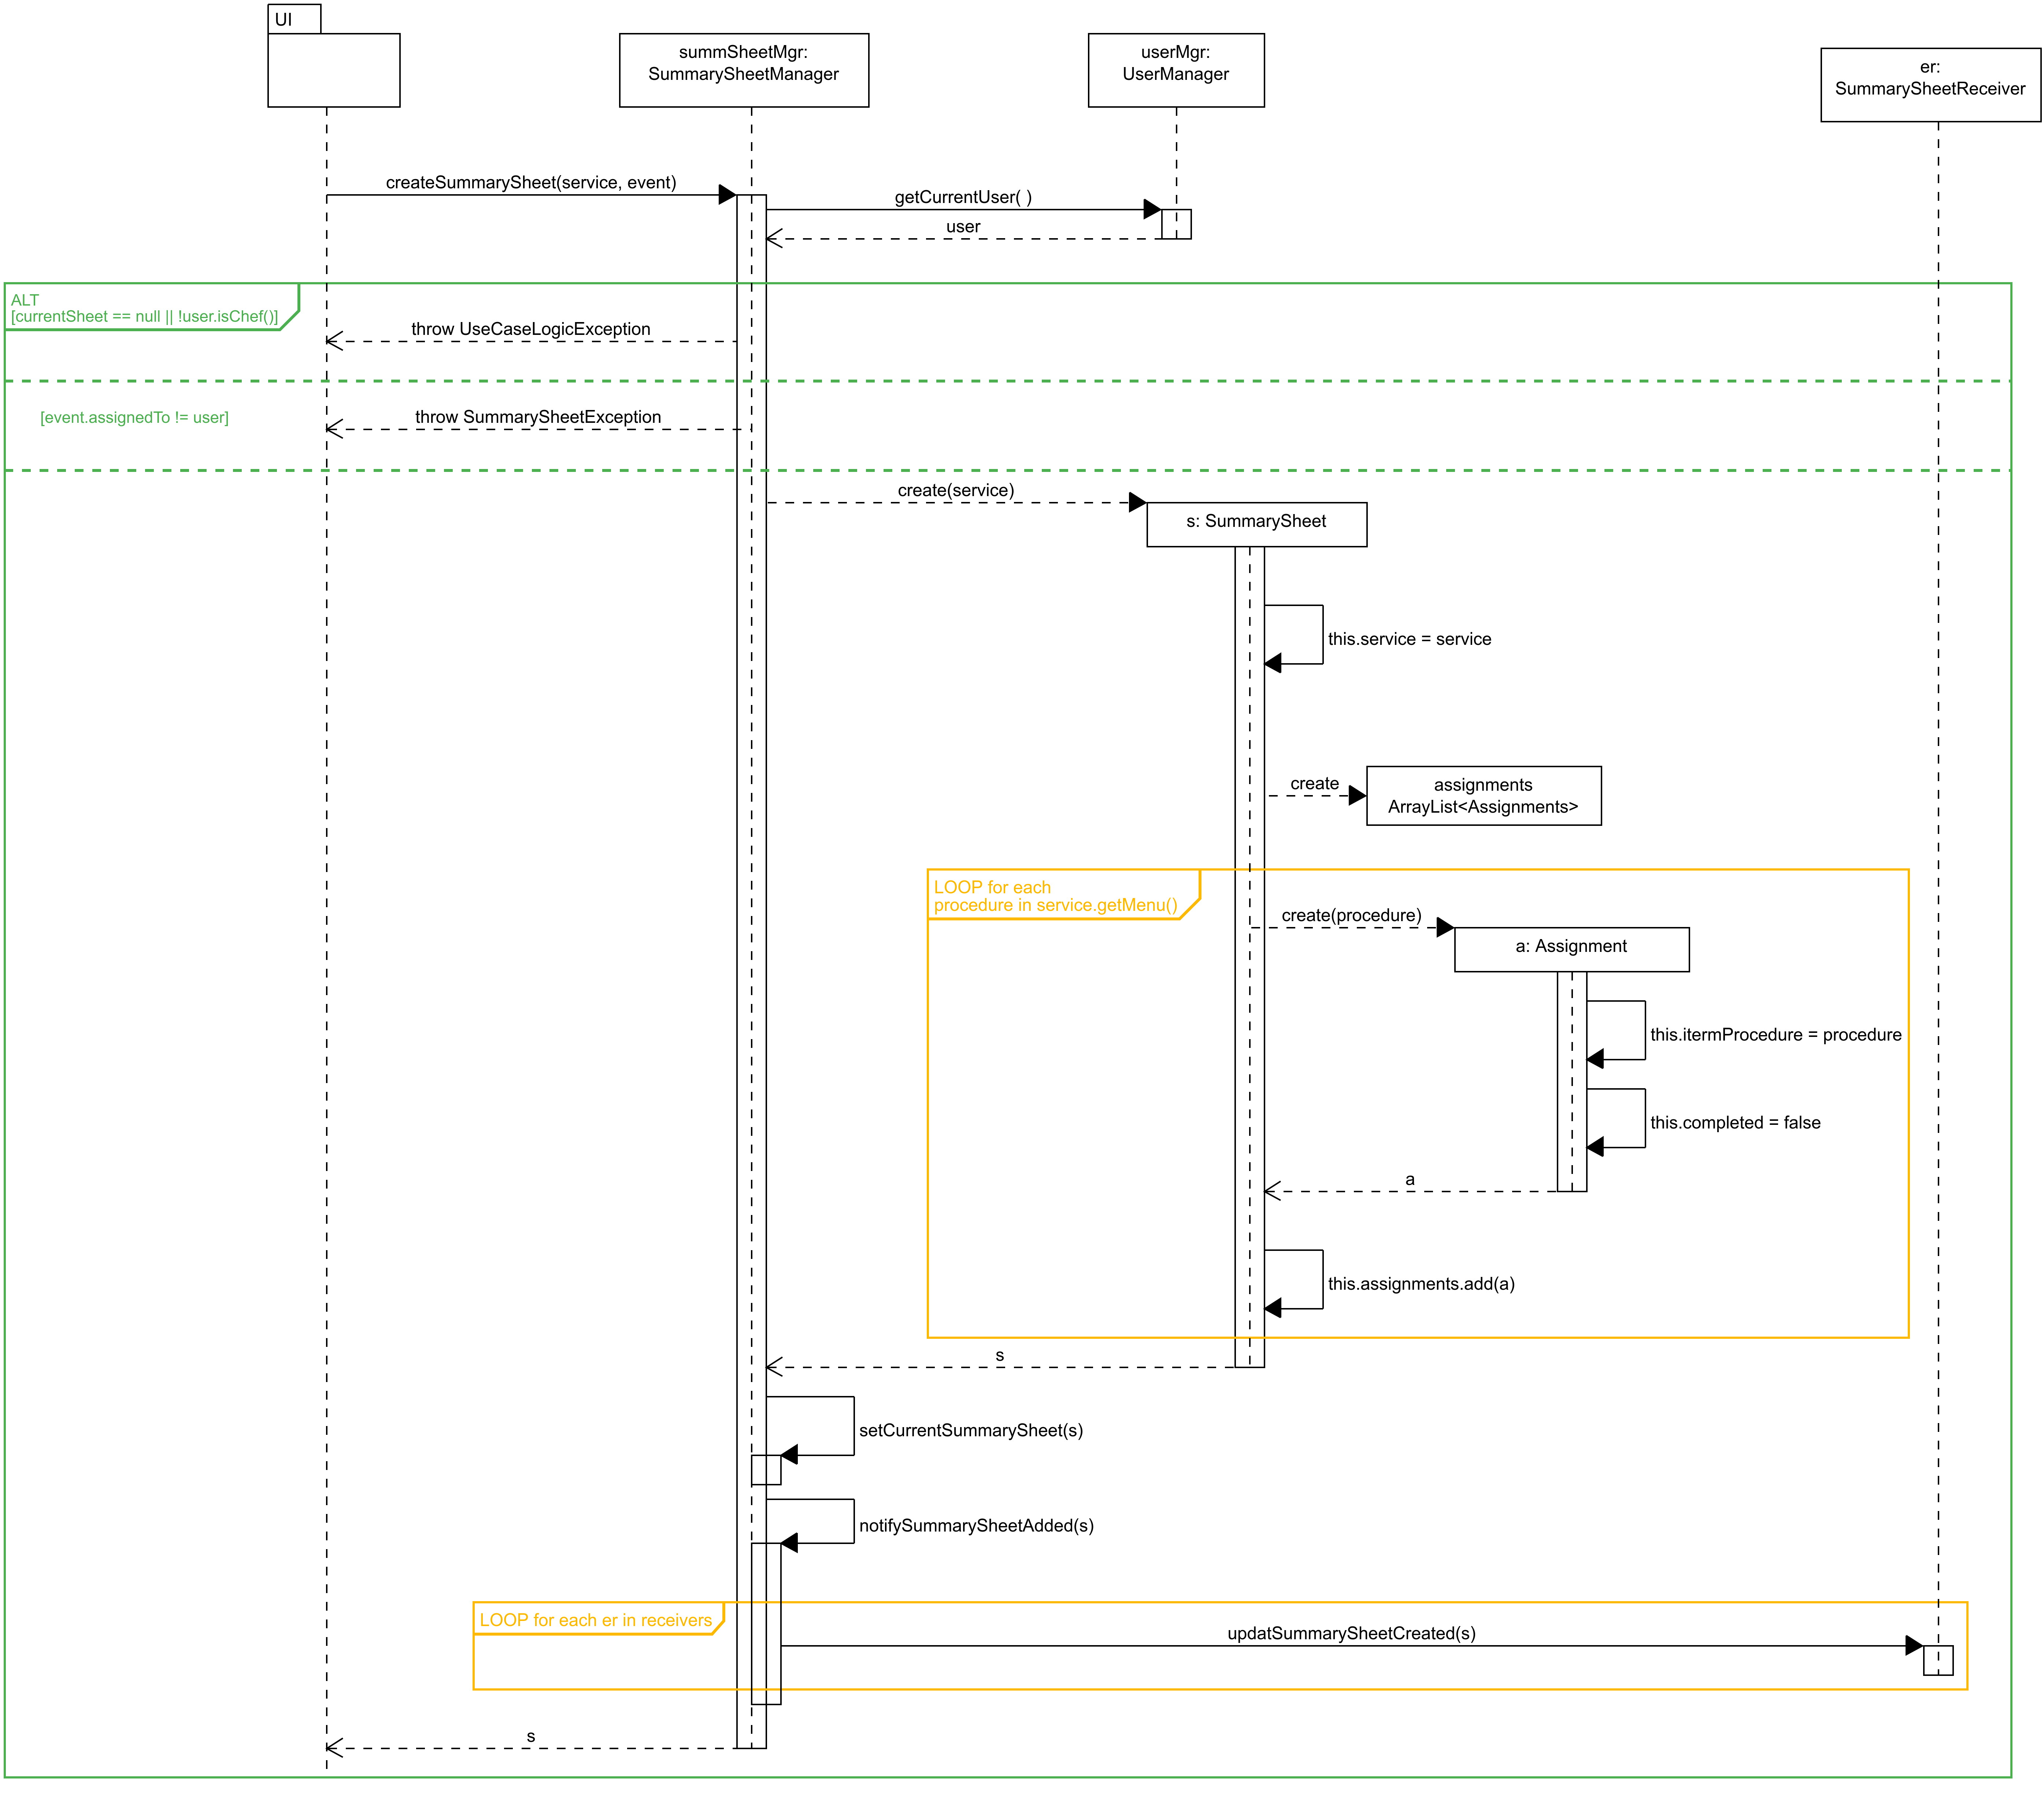 UI
summSheetMgr:
SummarySheetManager
userMgr:
UserManager
er:
SummarySheetReceiver
createSummarySheet(service, event)
getCurrentUser( )
user
ALT
[currentSheet == null || !user.isChef()]
throw UseCaseLogicException
[event.assignedTo != user]
throw SummarySheetException
create(service)
s: SummarySheet
this.service = service
create
assignments
ArrayList<Assignments>
LOOP for each
procedure in service.getMenu()
create(procedure)
a: Assignment
this.itermProcedure = procedure
this.completed = false
a
this.assignments.add(a)
s
setCurrentSummarySheet(s)
notifySummarySheetAdded(s)
LOOP for each er in receivers
updatSummarySheetCreated(s)
s